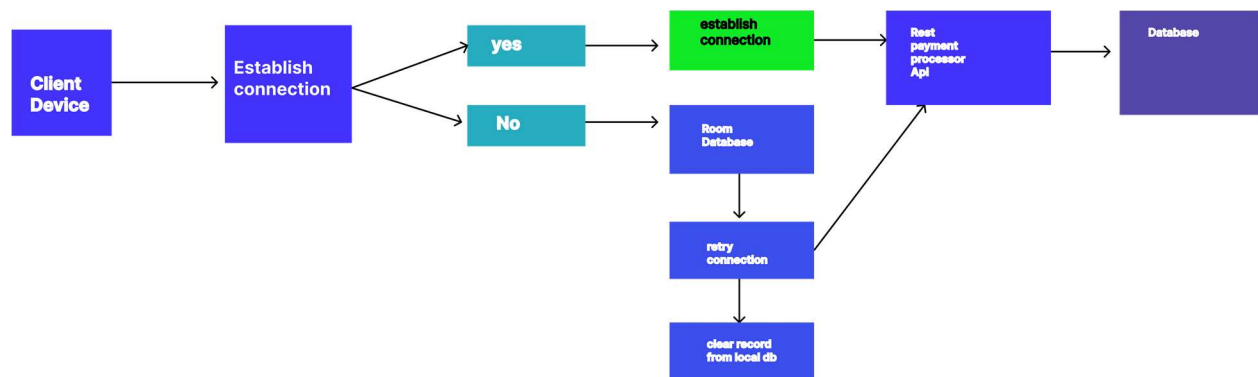 Client
Device
Establish
connection
yes
No
establish
connection
Room
Database
retry
connection
clear record
from local db
Rest
payment
processor
Api
Database